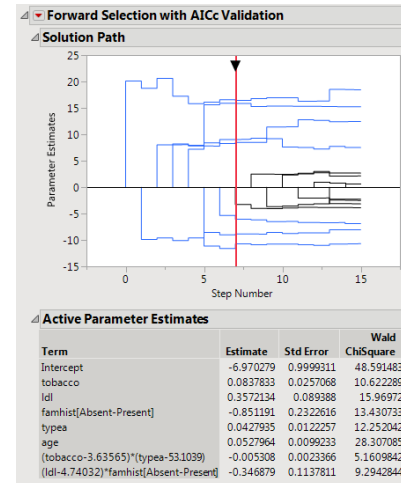 Forward Selection with AICc Validation
Solution Path
25
20
15
10
5
0
-5
-10
-15
Parameter Estimates
0 5 10 15
Step Number
Active Parameter Estimates
Wald
Term Estimate Std Error ChiSquare
Intercept -6.970279 0.9999311 48.591483
tobacco 0.0837833 0.0257068 10.622289
ldl 0.3572134 0.089388 15.96972
famhist[Absent-Present] -0.851191 0.2322616 13.430733
typea 0.0427935 0.0122257 12.252042
age 0.0527964 0.0099233 28.307085
(tobacco-3.63565)*(typea-53.1039) -0.005308 0.0023366 5.1609842
(ldl-4.74032)*famhist[Absent-Present] -0.346879 0.1137811 9.2942844